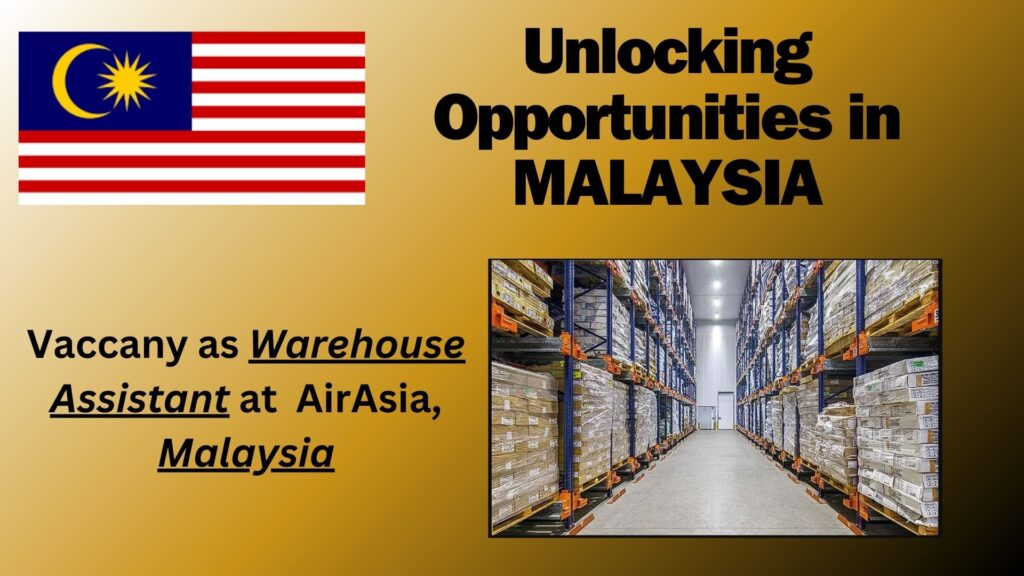 Unlocking
Opportunities in
MALAYSIA
Vaccany as Warehouse
Assistant at AirAsia,
Malaysia